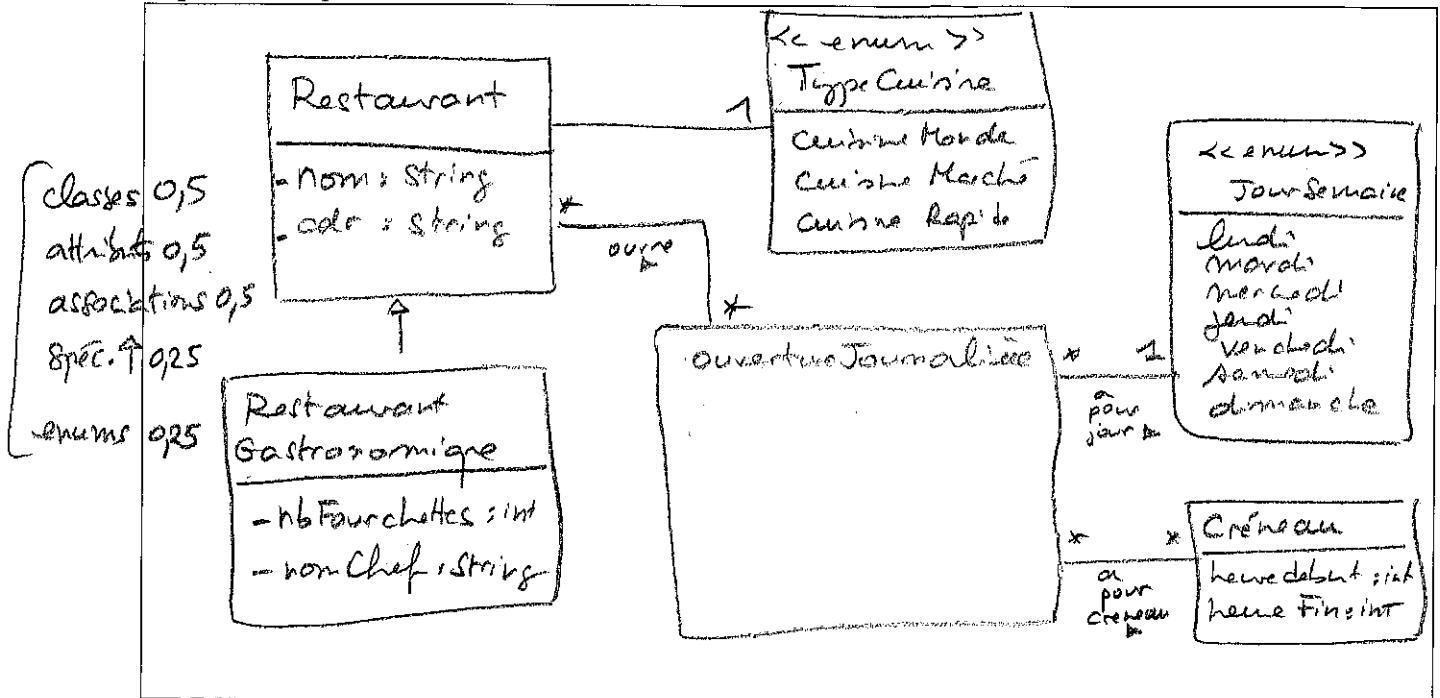 classes 0,5
attributs 0,5
associations 0,5
Spéc. ↑ 0,25
enums 0,25
Restaurant
- nom : String
- adr : String
Restaurant
Gastronomique
- nbFourchettes : int
- nomChef : String
<<enum>>
TypeCuisine
cuisine Monde
cuisine Marché
cuisine Rapide
1
*
ouvre
*
ouvertureJournalière
* 1
a
pour
jour
<<enum>>
JourSemaine
lundi
mardi
mercredi
jeudi
vendredi
samedi
dimanche
* *
a
pour
creneau
Créneau
heuredebut : int
heureFin : int